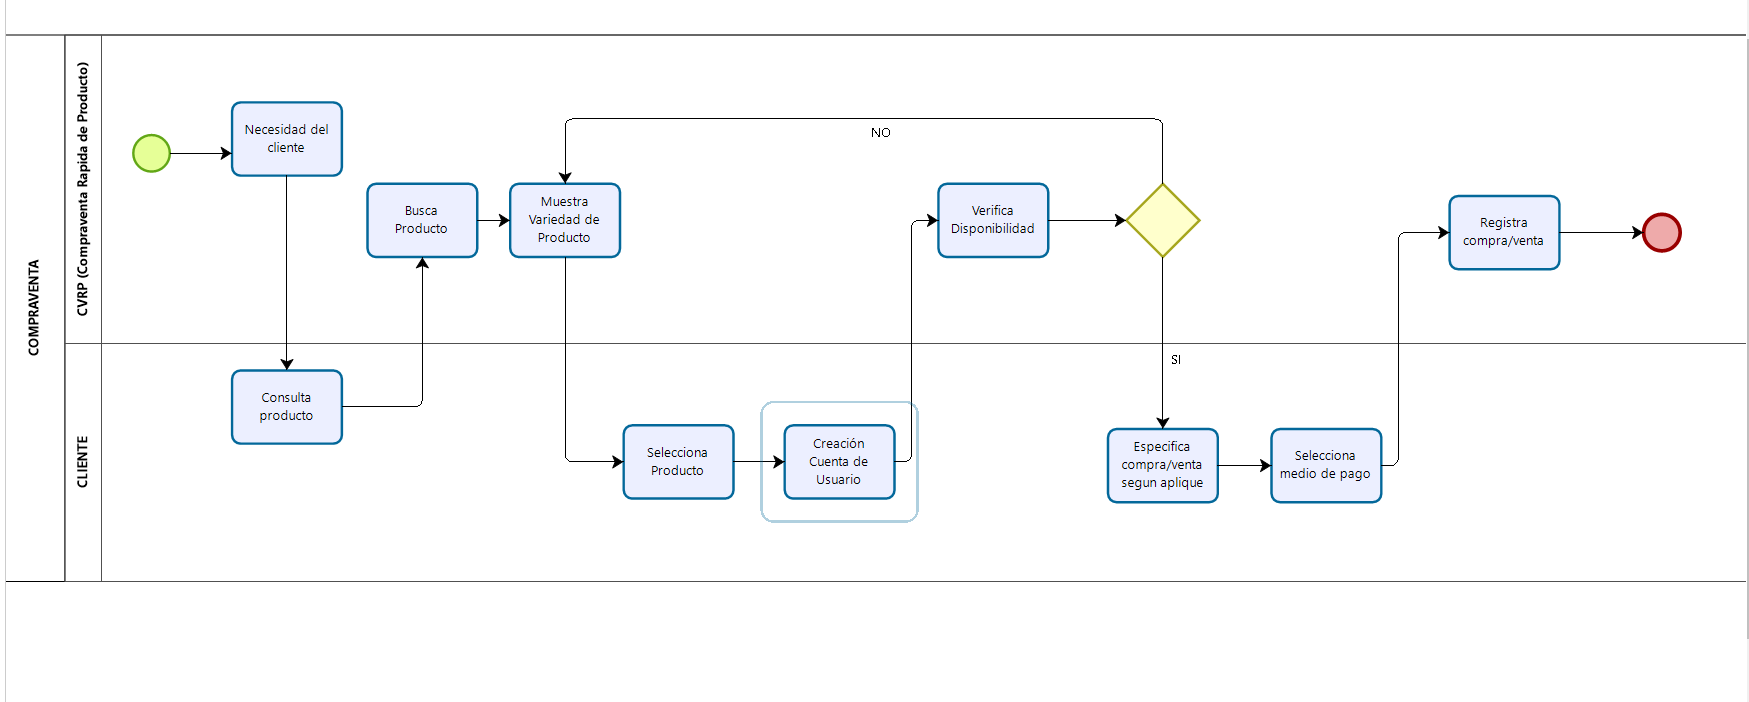 COMPRAVENTA
CVRP (Compraventa Rapida de Producto)
Necesidad del
cliente
Busca
Producto
Muestra
Variedad de
Producto
NO
Verifica
Disponibilidad
Registra
compra/venta
CLIENTE
Consulta
producto
Selecciona
Producto
Creación
Cuenta de
Usuario
SI
Especifica
compra/venta
segun aplique
Selecciona
medio de pago